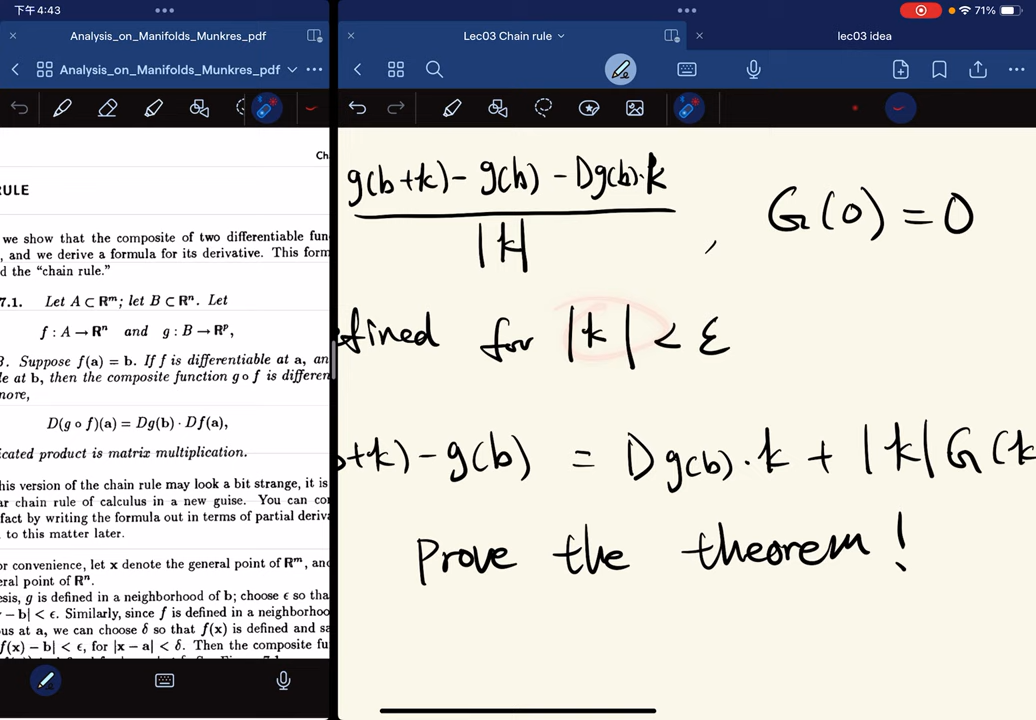 下午4:43
71%
Analysis_on_Manifolds_Munkres_pdf
Lec03 Chain rule
lec03 idea
Analysis_on_Manifolds_Munkres_pdf
Ch
RULE
we show that the composite of two differentiable fun
, and we derive a formula for its derivative. This form
d the “chain rule.”
7.1. Let A ⊂ Rᵐ; let B ⊂ Rⁿ. Let
f : A → Rⁿ and g : B → Rᵖ,
B. Suppose f(a) = b. If f is differentiable at a, an
le at b, then the composite function g o f is differen
more,
D(g ∘ f)(a) = Dg(b) · Df(a),
icated product is matrix multiplication.
his version of the chain rule may look a bit strange, it is
ar chain rule of calculus in a new guise. You can co
fact by writing the formula out in terms of partial deriva
to this matter later.
or convenience, let x denote the general point of Rᵐ, an
eral point of Rⁿ.
esis, g is defined in a neighborhood of b; choose ϵ so tha
− b| < ϵ. Similarly, since f is defined in a neighborhoo
ous at a, we can choose δ so that f(x) is defined and sa
f(x) − b| < ϵ, for |x − a| < δ. Then the composite fu
g(b+k) − g(b) − Dg(b)·k
|k|
, G(0) = 0
fined for |k| < ε
b+k) − g(b) = Dg(b)·k + |k| G(k
Prove the theorem!